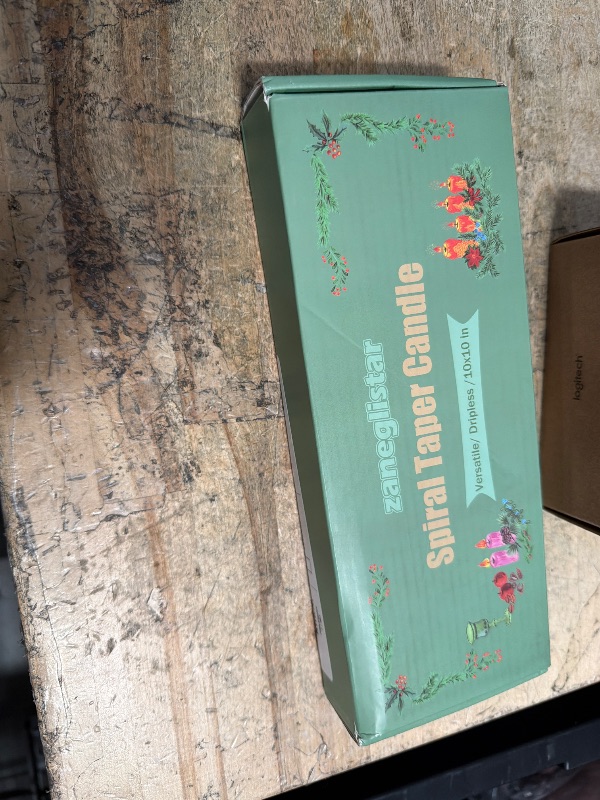 zaneglistar
Spiral Taper Candle
Versatile/ Dripless /10x10 in
logitech